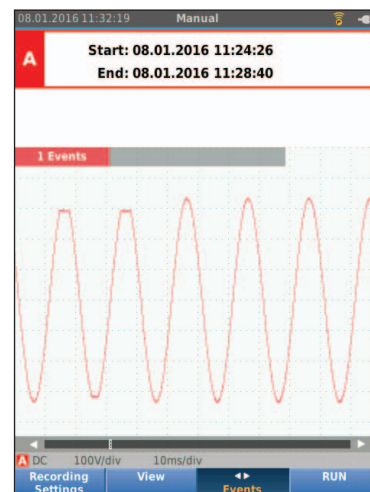 08.01.2016 11:32:19 Manual
A
Start: 08.01.2016 11:24:26
End: 08.01.2016 11:28:40
1 Events
A DC 100V/div 10ms/div
Recording Settings
View
Events
RUN